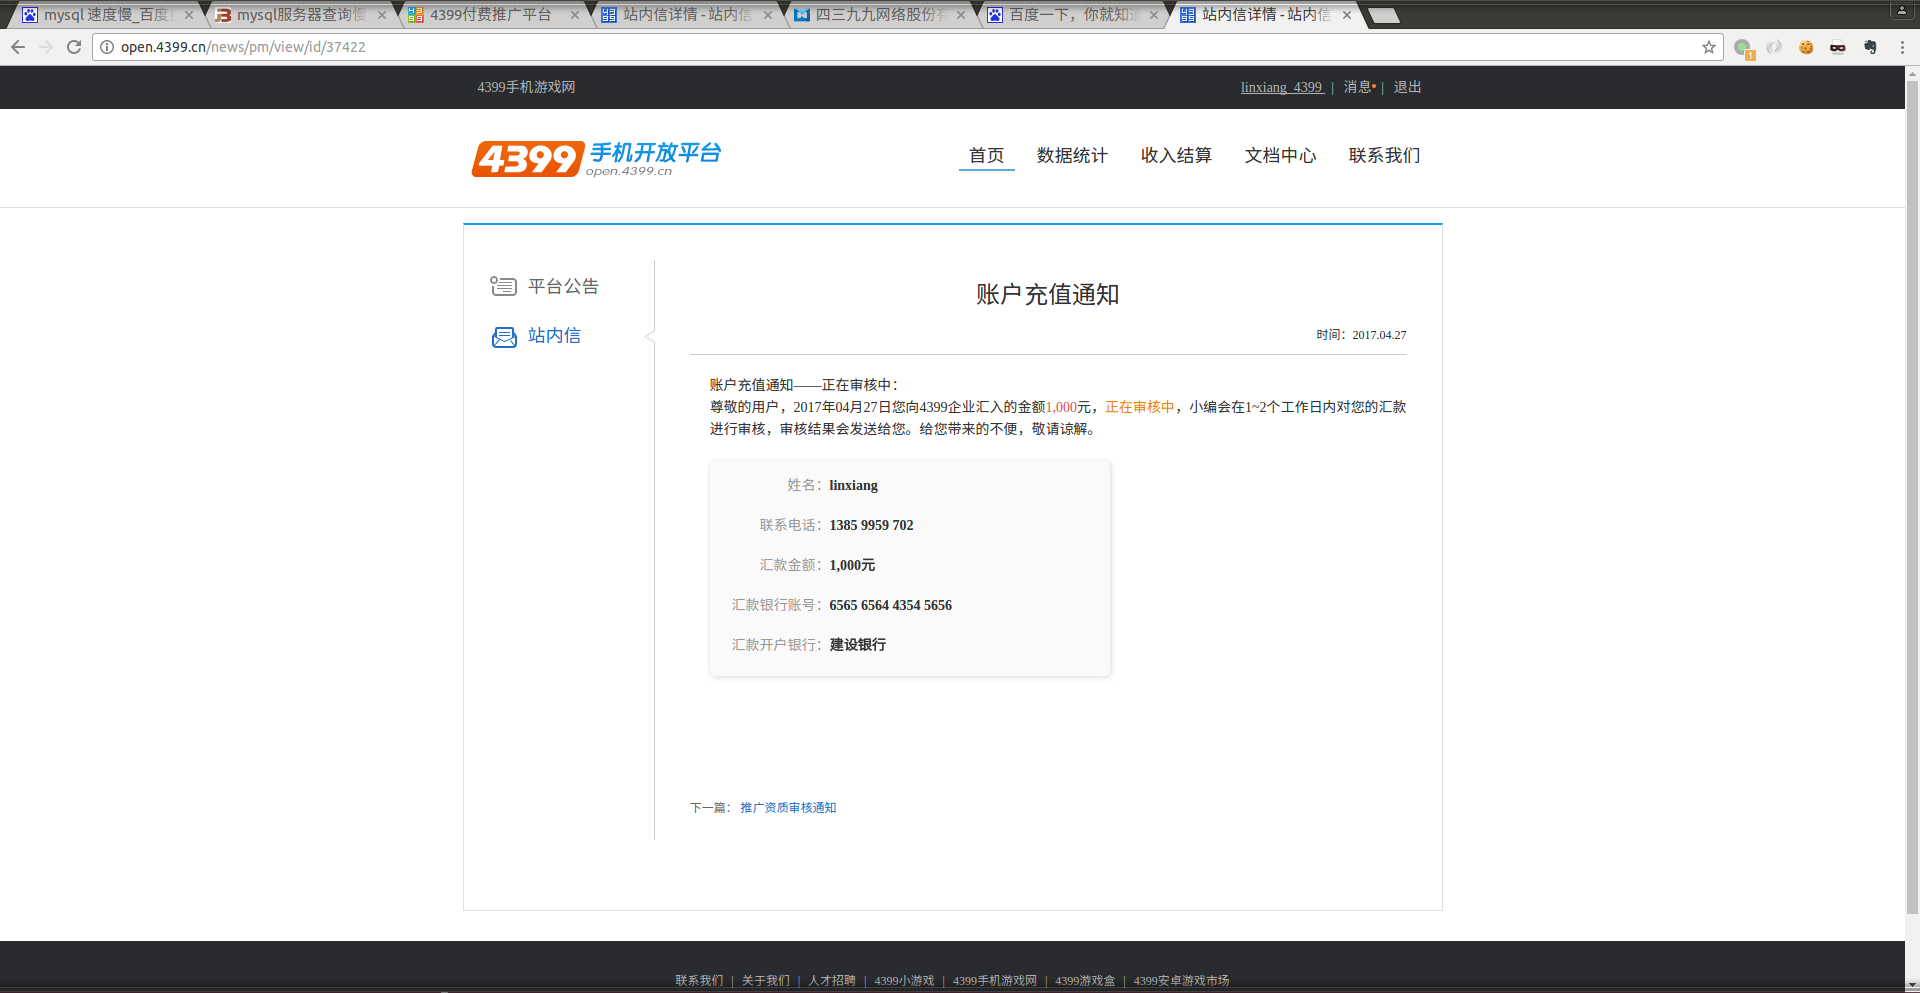 mysql 速度慢_百度
mysql服务器查询慢
4399付费推广平台
站内信详情 - 站内信
四三九九网络股份有
百度一下，你就知道
站内信详情 - 站内信
open.4399.cn/news/pm/view/id/37422
1
4399手机游戏网
linxiang_4399 | 消息 | 退出
4399 手机开放平台
open.4399.cn
首页 数据统计 收入结算 文档中心 联系我们
平台公告
站内信
账户充值通知
时间：2017.04.27
账户充值通知——正在审核中：
尊敬的用户，2017年04月27日您向4399企业汇入的金额1,000元，正在审核中，小编会在1~2个工作日内对您的汇款
进行审核，审核结果会发送给您。给您带来的不便，敬请谅解。
姓名：linxiang
联系电话：1385 9959 702
汇款金额：1,000元
汇款银行账号：6565 6564 4354 5656
汇款开户银行：建设银行
下一篇： 推广资质审核通知
联系我们 | 关于我们 | 人才招聘 | 4399小游戏 | 4399手机游戏网 | 4399游戏盒 | 4399安卓游戏市场